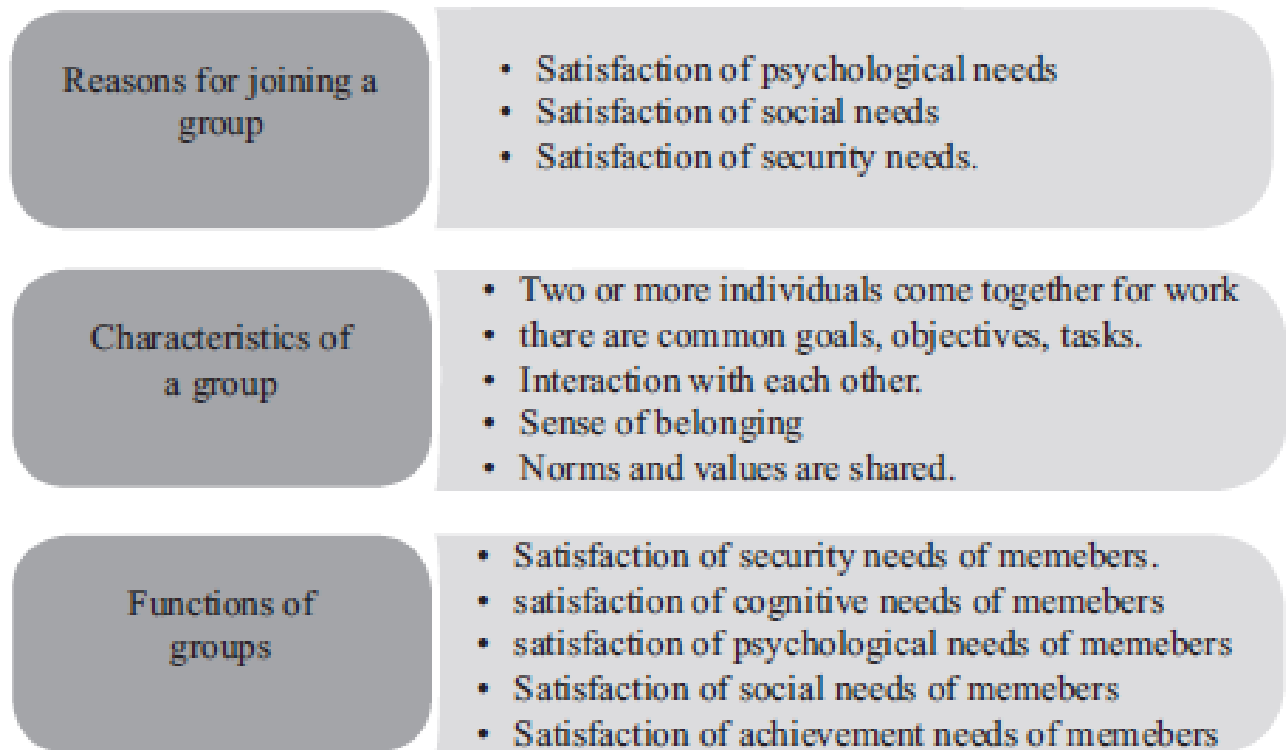 Reasons for joining a
group
• Satisfaction of psychological needs
• Satisfaction of social needs
• Satisfaction of security needs.
Characteristics of
a group
• Two or more individuals come together for work
• there are common goals, objectives, tasks.
• Interaction with each other.
• Sense of belonging
• Norms and values are shared.
Functions of
groups
• Satisfaction of security needs of memebers.
• satisfaction of cognitive needs of memebers
• satisfaction of psychological needs of memebers
• Satisfaction of social needs of memebers
• Satisfaction of achievement needs of memebers